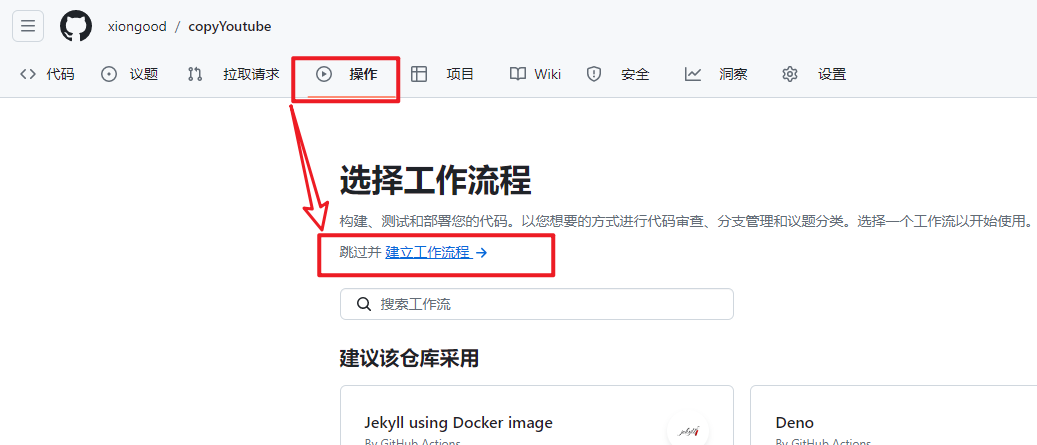 xiongood / copyYoutube
代码 议题 拉取请求 操作 项目 Wiki 安全 洞察 设置
选择工作流程
构建、测试和部署您的代码。以您想要的方式进行代码审查、分支管理和议题分类。选择一个工作流以开始使用。
跳过并 建立工作流程 →
搜索工作流
建议该仓库采用
Jekyll using Docker image
Deno
By GitHub Actions
By GitHub Actions